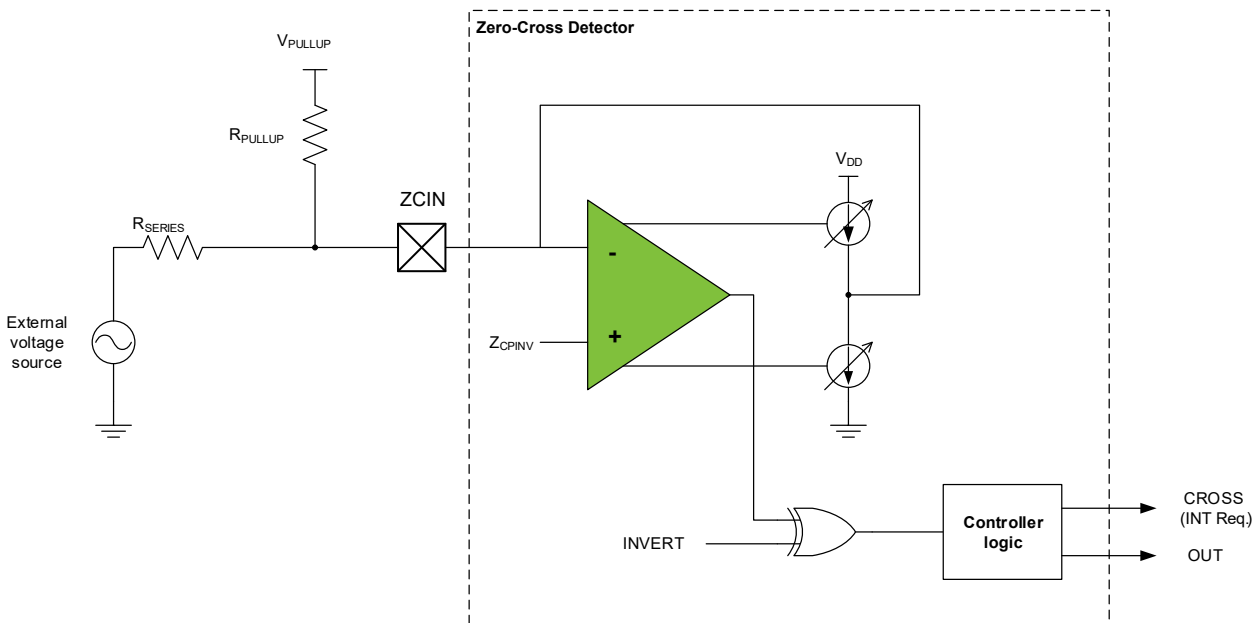 Zero-Cross Detector
VPULLUP
RPULLUP
VDD
ZCIN
RSERIES
-
External
voltage
source
+
ZCPINV
CROSS
(INT Req.)
Controller
logic
INVERT
OUT